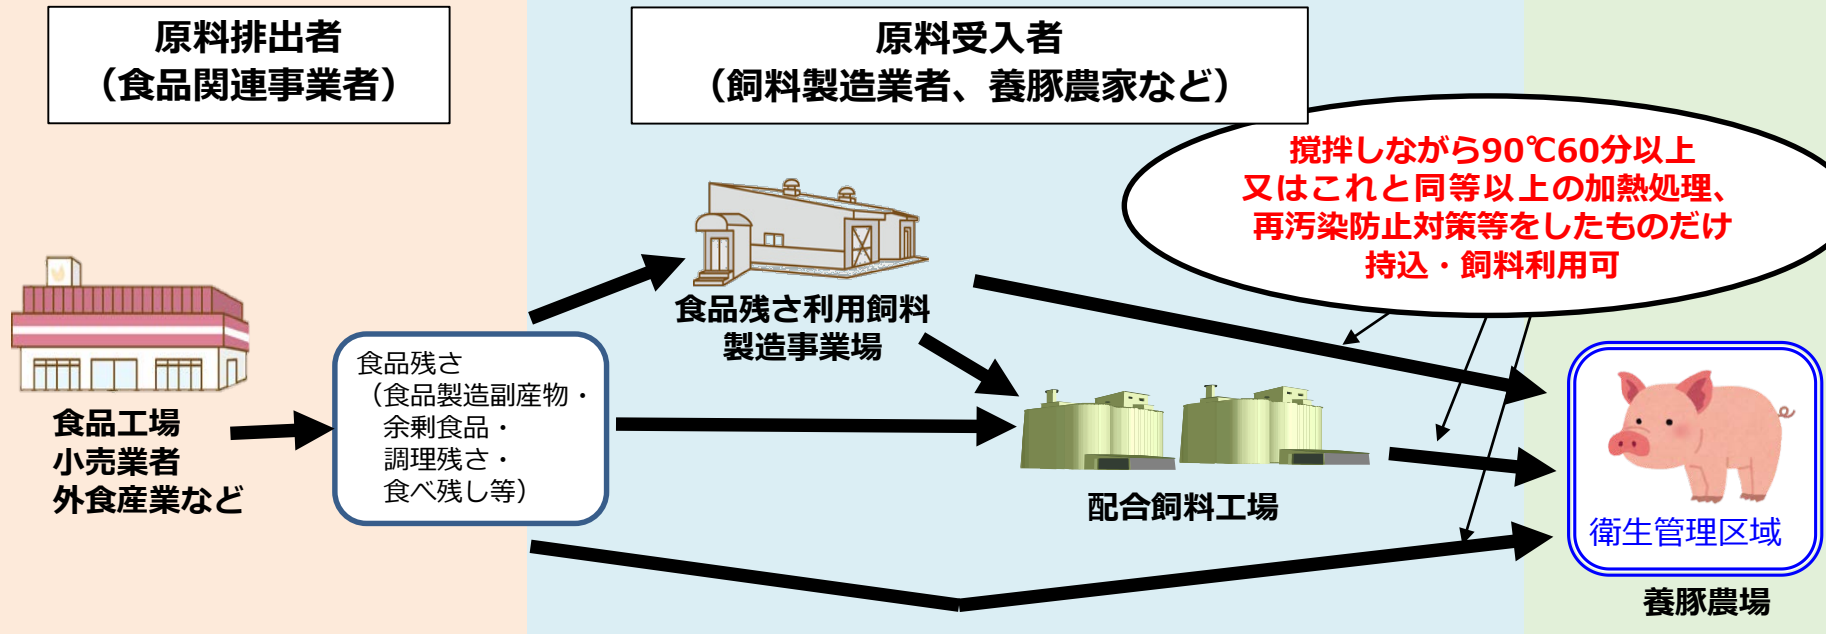 原料排出者
（食品関連事業者）
原料受入者
（飼料製造業者、養豚農家など）
撹拌しながら90℃60分以上
又はこれと同等以上の加熱処理、
再汚染防止対策等をしたものだけ
持込・飼料利用可
食品残さ利用飼料
製造事業場
食品工場
小売業者
外食産業など
食品残さ
（食品製造副産物・
余剰食品・
調理残さ・
食べ残し等）
配合飼料工場
衛生管理区域
養豚農場